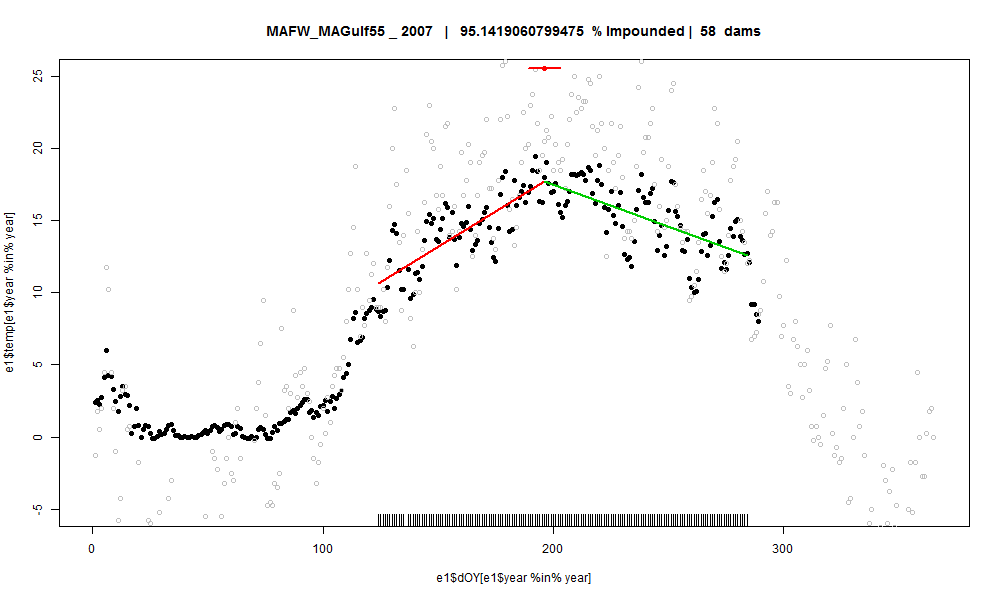 MAFW_MAGulf55 _ 2007 | 95.1419060799475 % Impounded | 58 dams
25
20
15
10
5
0
-5
e1$temp[e1$year %in% year]
0 100 200 300
e1$dOY[e1$year %in% year]